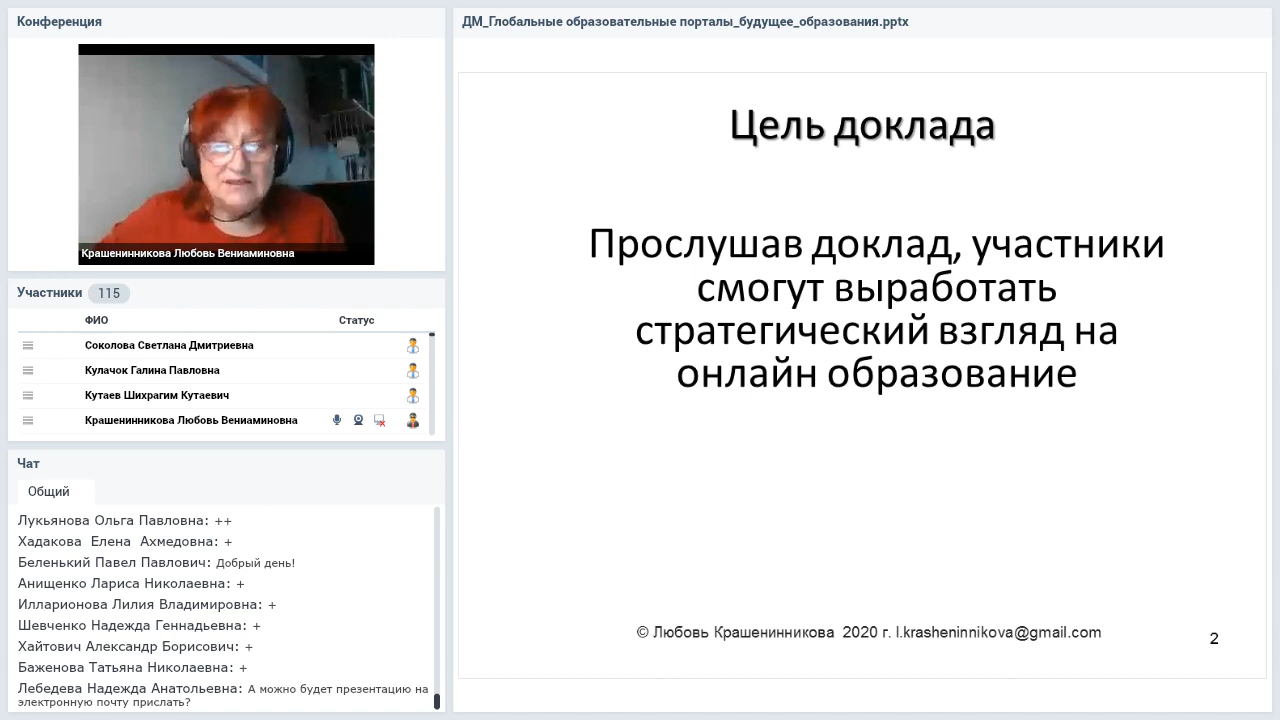 Конференция
Крашенинникова Любовь Вениаминовна
Участники 115
ФИО Статус
Соколова Светлана Дмитриевна
Кулачок Галина Павловна
Кутаев Шихрагим Кутаевич
Крашенинникова Любовь Вениаминовна
Чат
Общий
Лукьянова Ольга Павловна: ++
Хадакова Елена Ахмедовна: +
Беленький Павел Павлович: Добрый день!
Анищенко Лариса Николаевна: +
Илларионова Лилия Владимировна: +
Шевченко Надежда Геннадьевна: +
Хайтович Александр Борисович: +
Баженова Татьяна Николаевна: +
Лебедева Надежда Анатольевна: А можно будет презентацию на
электронную почту прислать?
ДМ_Глобальные образовательные порталы_будущее_образования.pptx
Цель доклада
Прослушав доклад, участники
смогут выработать
стратегический взгляд на
онлайн образование
© Любовь Крашенинникова 2020 г. l.krasheninnikova@gmail.com
2